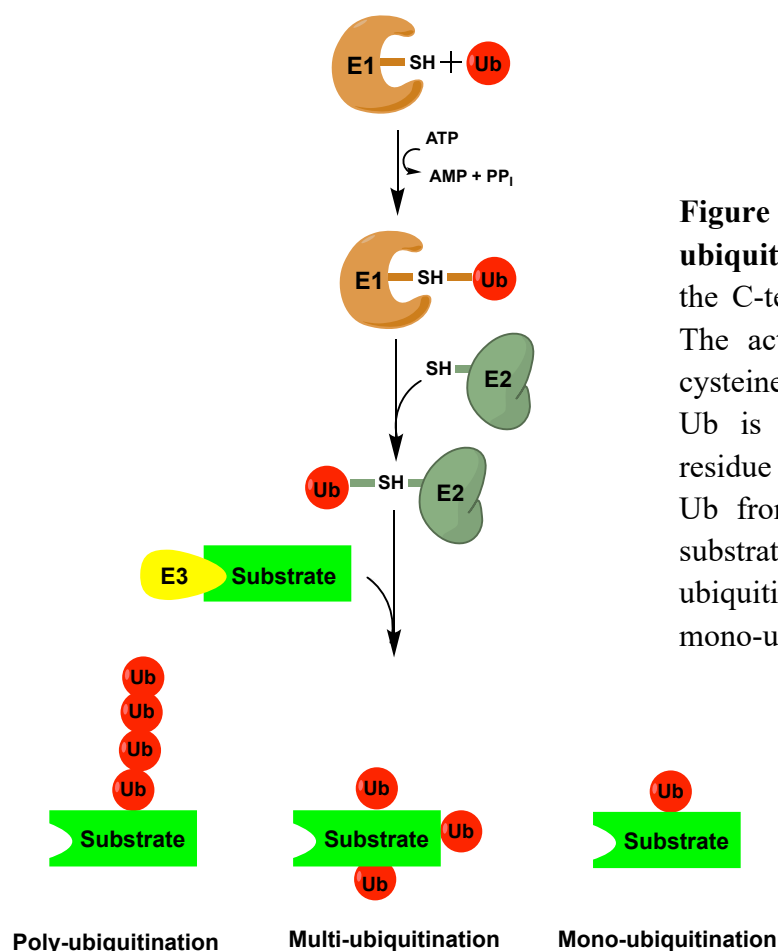 E1 SH + Ub
ATP
AMP + PPI
E1 SH Ub
SH E2
Ub SH E2
E3 Substrate
Figure
ubiquit
the C-te
The act
cysteine
Ub is
residue
Ub from
substrat
ubiquiti
mono-u
Ub
Ub
Ub
Ub
Substrate
Poly-ubiquitination
Ub
Substrate Ub
Ub
Multi-ubiquitination
Ub
Substrate
Mono-ubiquitination